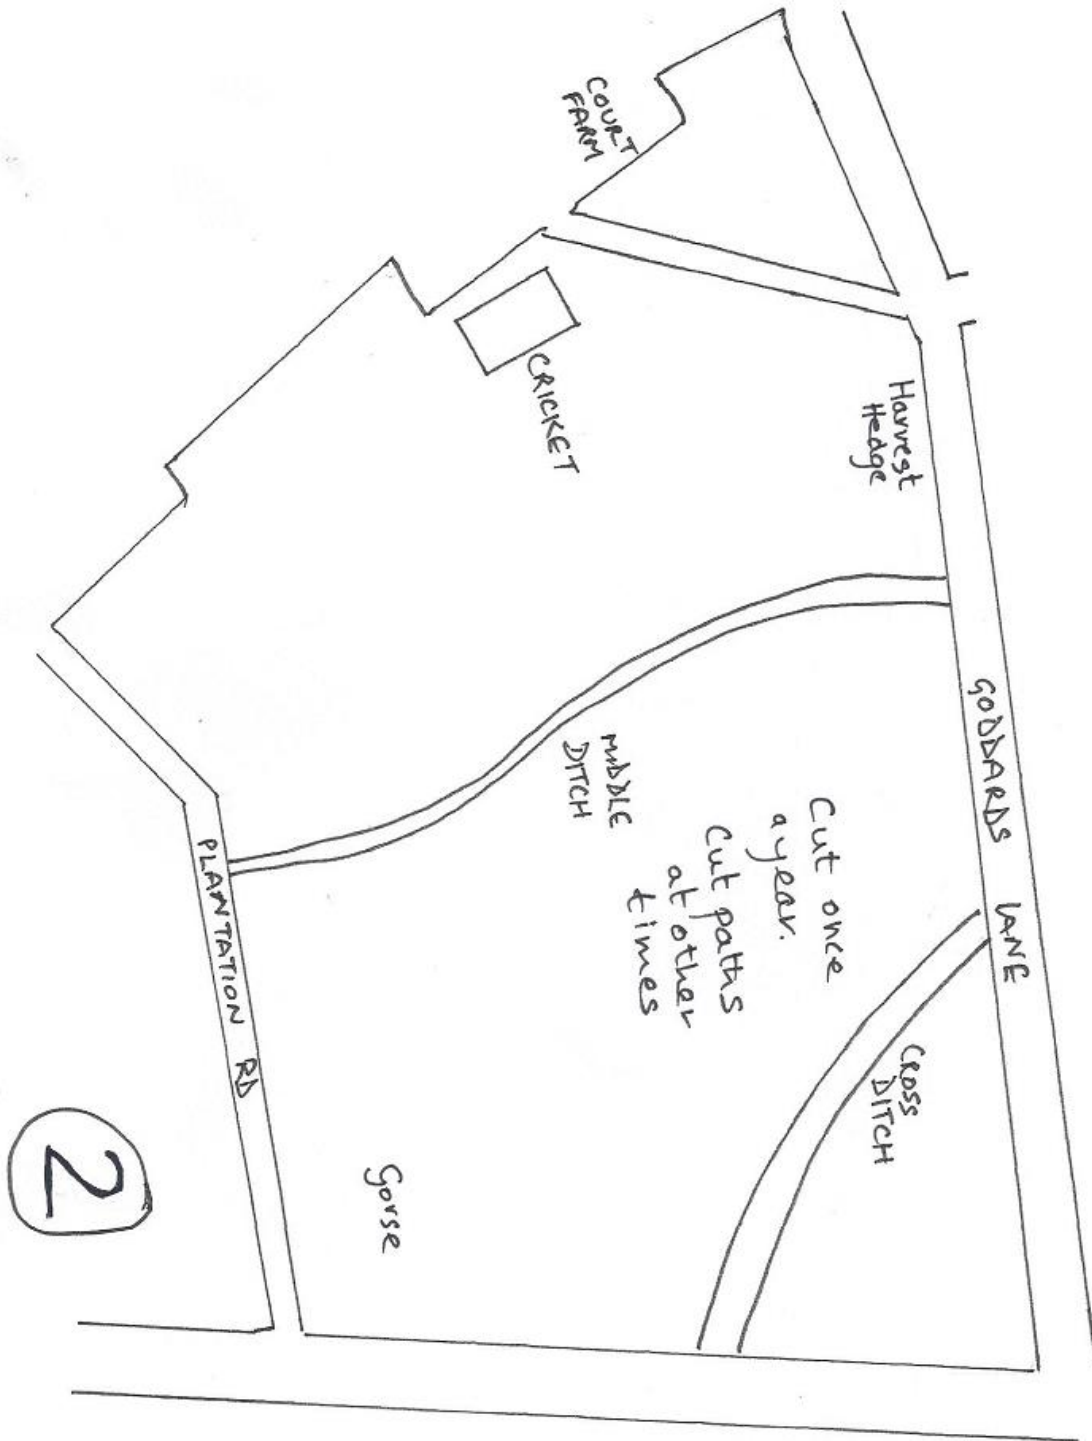 COURT
FARM
CRICKET
Harvest
Hedge
GODDARDS LANE
MIDDLE
DITCH
Cut once
a year.
Cut paths
at other
times
CROSS
DITCH
PLANTATION RD
Gorse
2